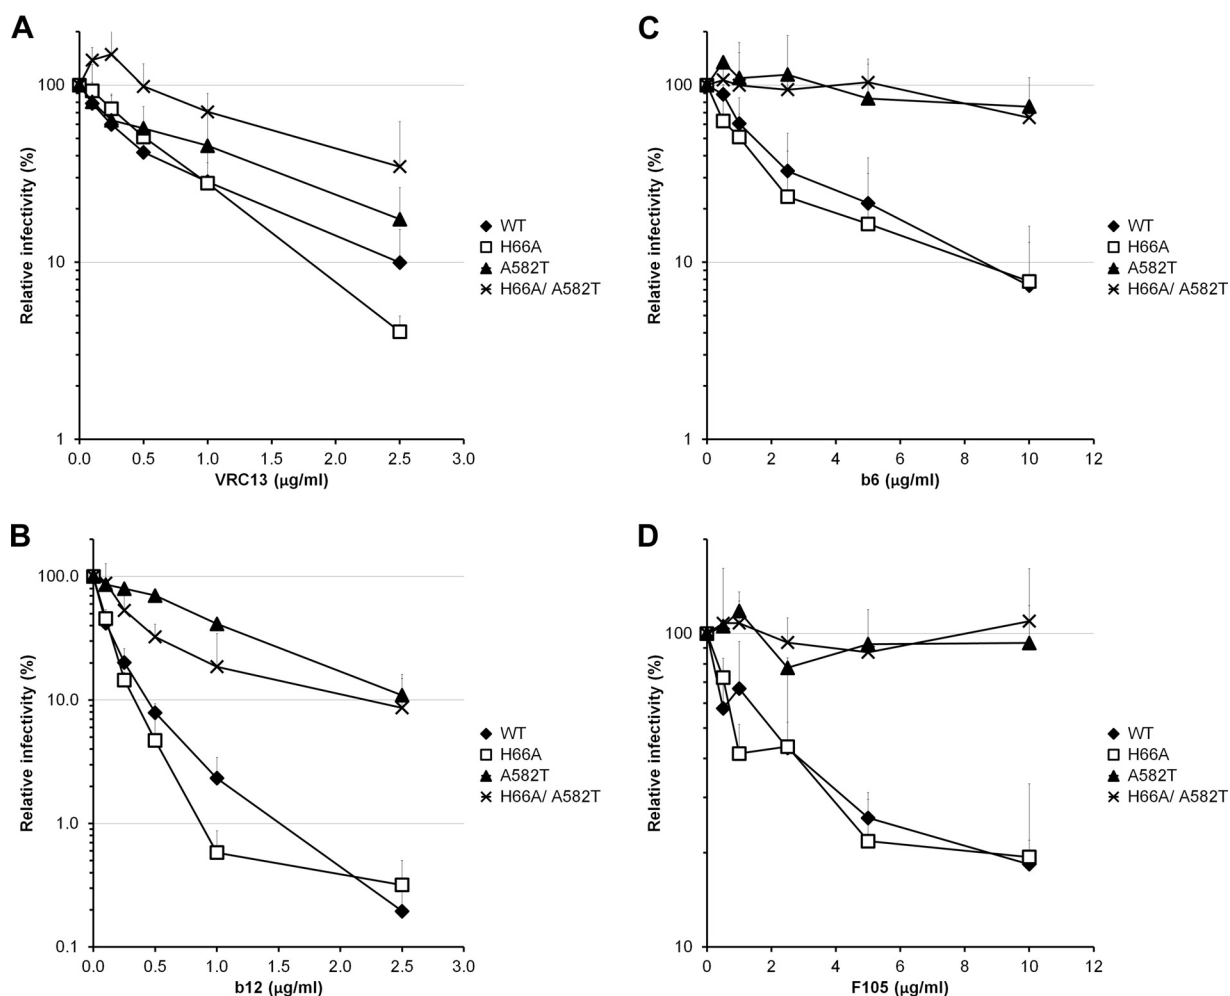 A
Relative infectivity (%)
100
10
1
0.0 0.5 1.0 1.5 2.0 2.5 3.0
VRC13 (µg/ml)
WT
H66A
A582T
H66A/ A582T
B
Relative infectivity (%)
100.0
10.0
1.0
0.1
0.0 0.5 1.0 1.5 2.0 2.5 3.0
b12 (µg/ml)
WT
H66A
A582T
H66A/ A582T
C
Relative infectivity (%)
100
10
1
0 2 4 6 8 10 12
b6 (µg/ml)
WT
H66A
A582T
H66A/ A582T
D
Relative infectivity (%)
100
10
0 2 4 6 8 10 12
F105 (µg/ml)
WT
H66A
A582T
H66A/ A582T